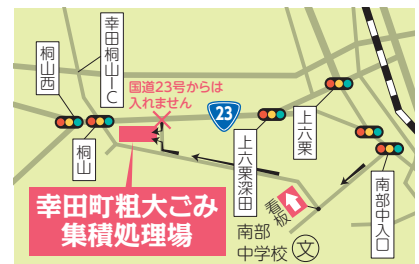 桐山西
幸田桐山IC
国道23号からは
入れません
23
桐山
上六栗深田
上六栗
南部中入口
幸田町粗大ごみ
集積処理場
看板
南部
中学校 文